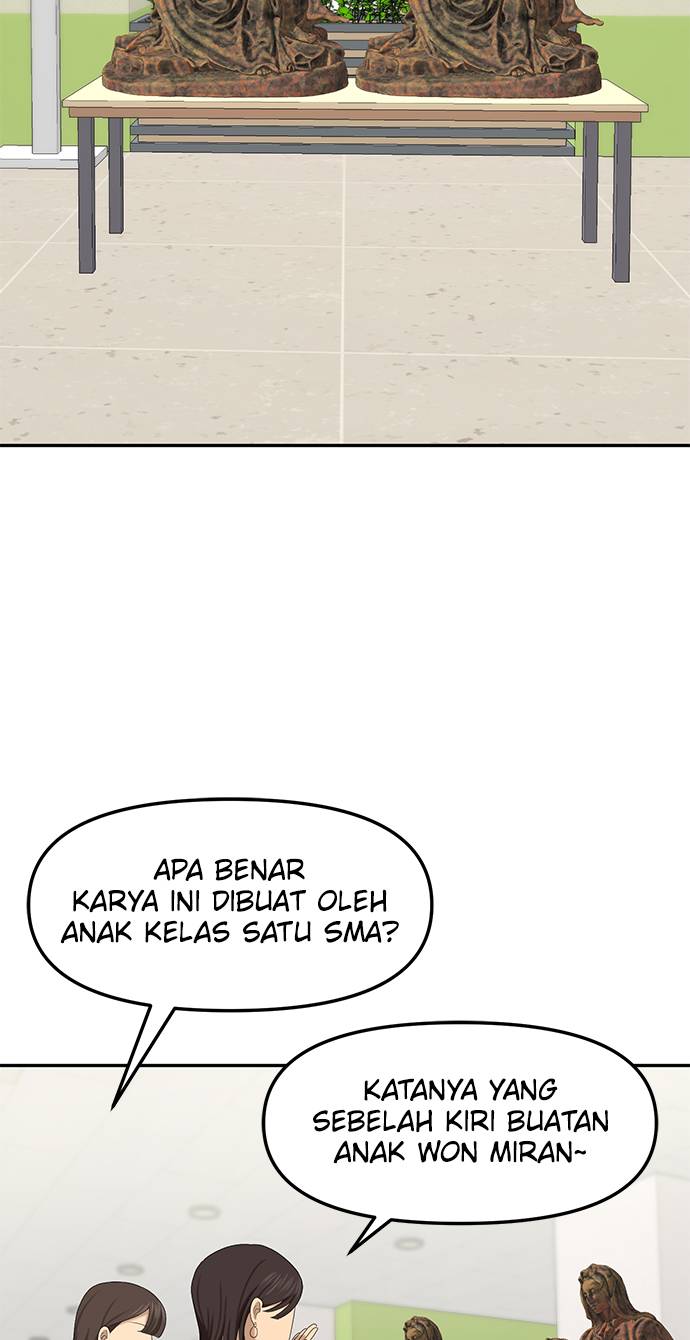 APA BENAR
KARYA INI DIBUAT OLEH
ANAK KELAS SATU SMA?
KATANYA YANG
SEBELAH KIRI BUATAN
ANAK WON MIRAN~